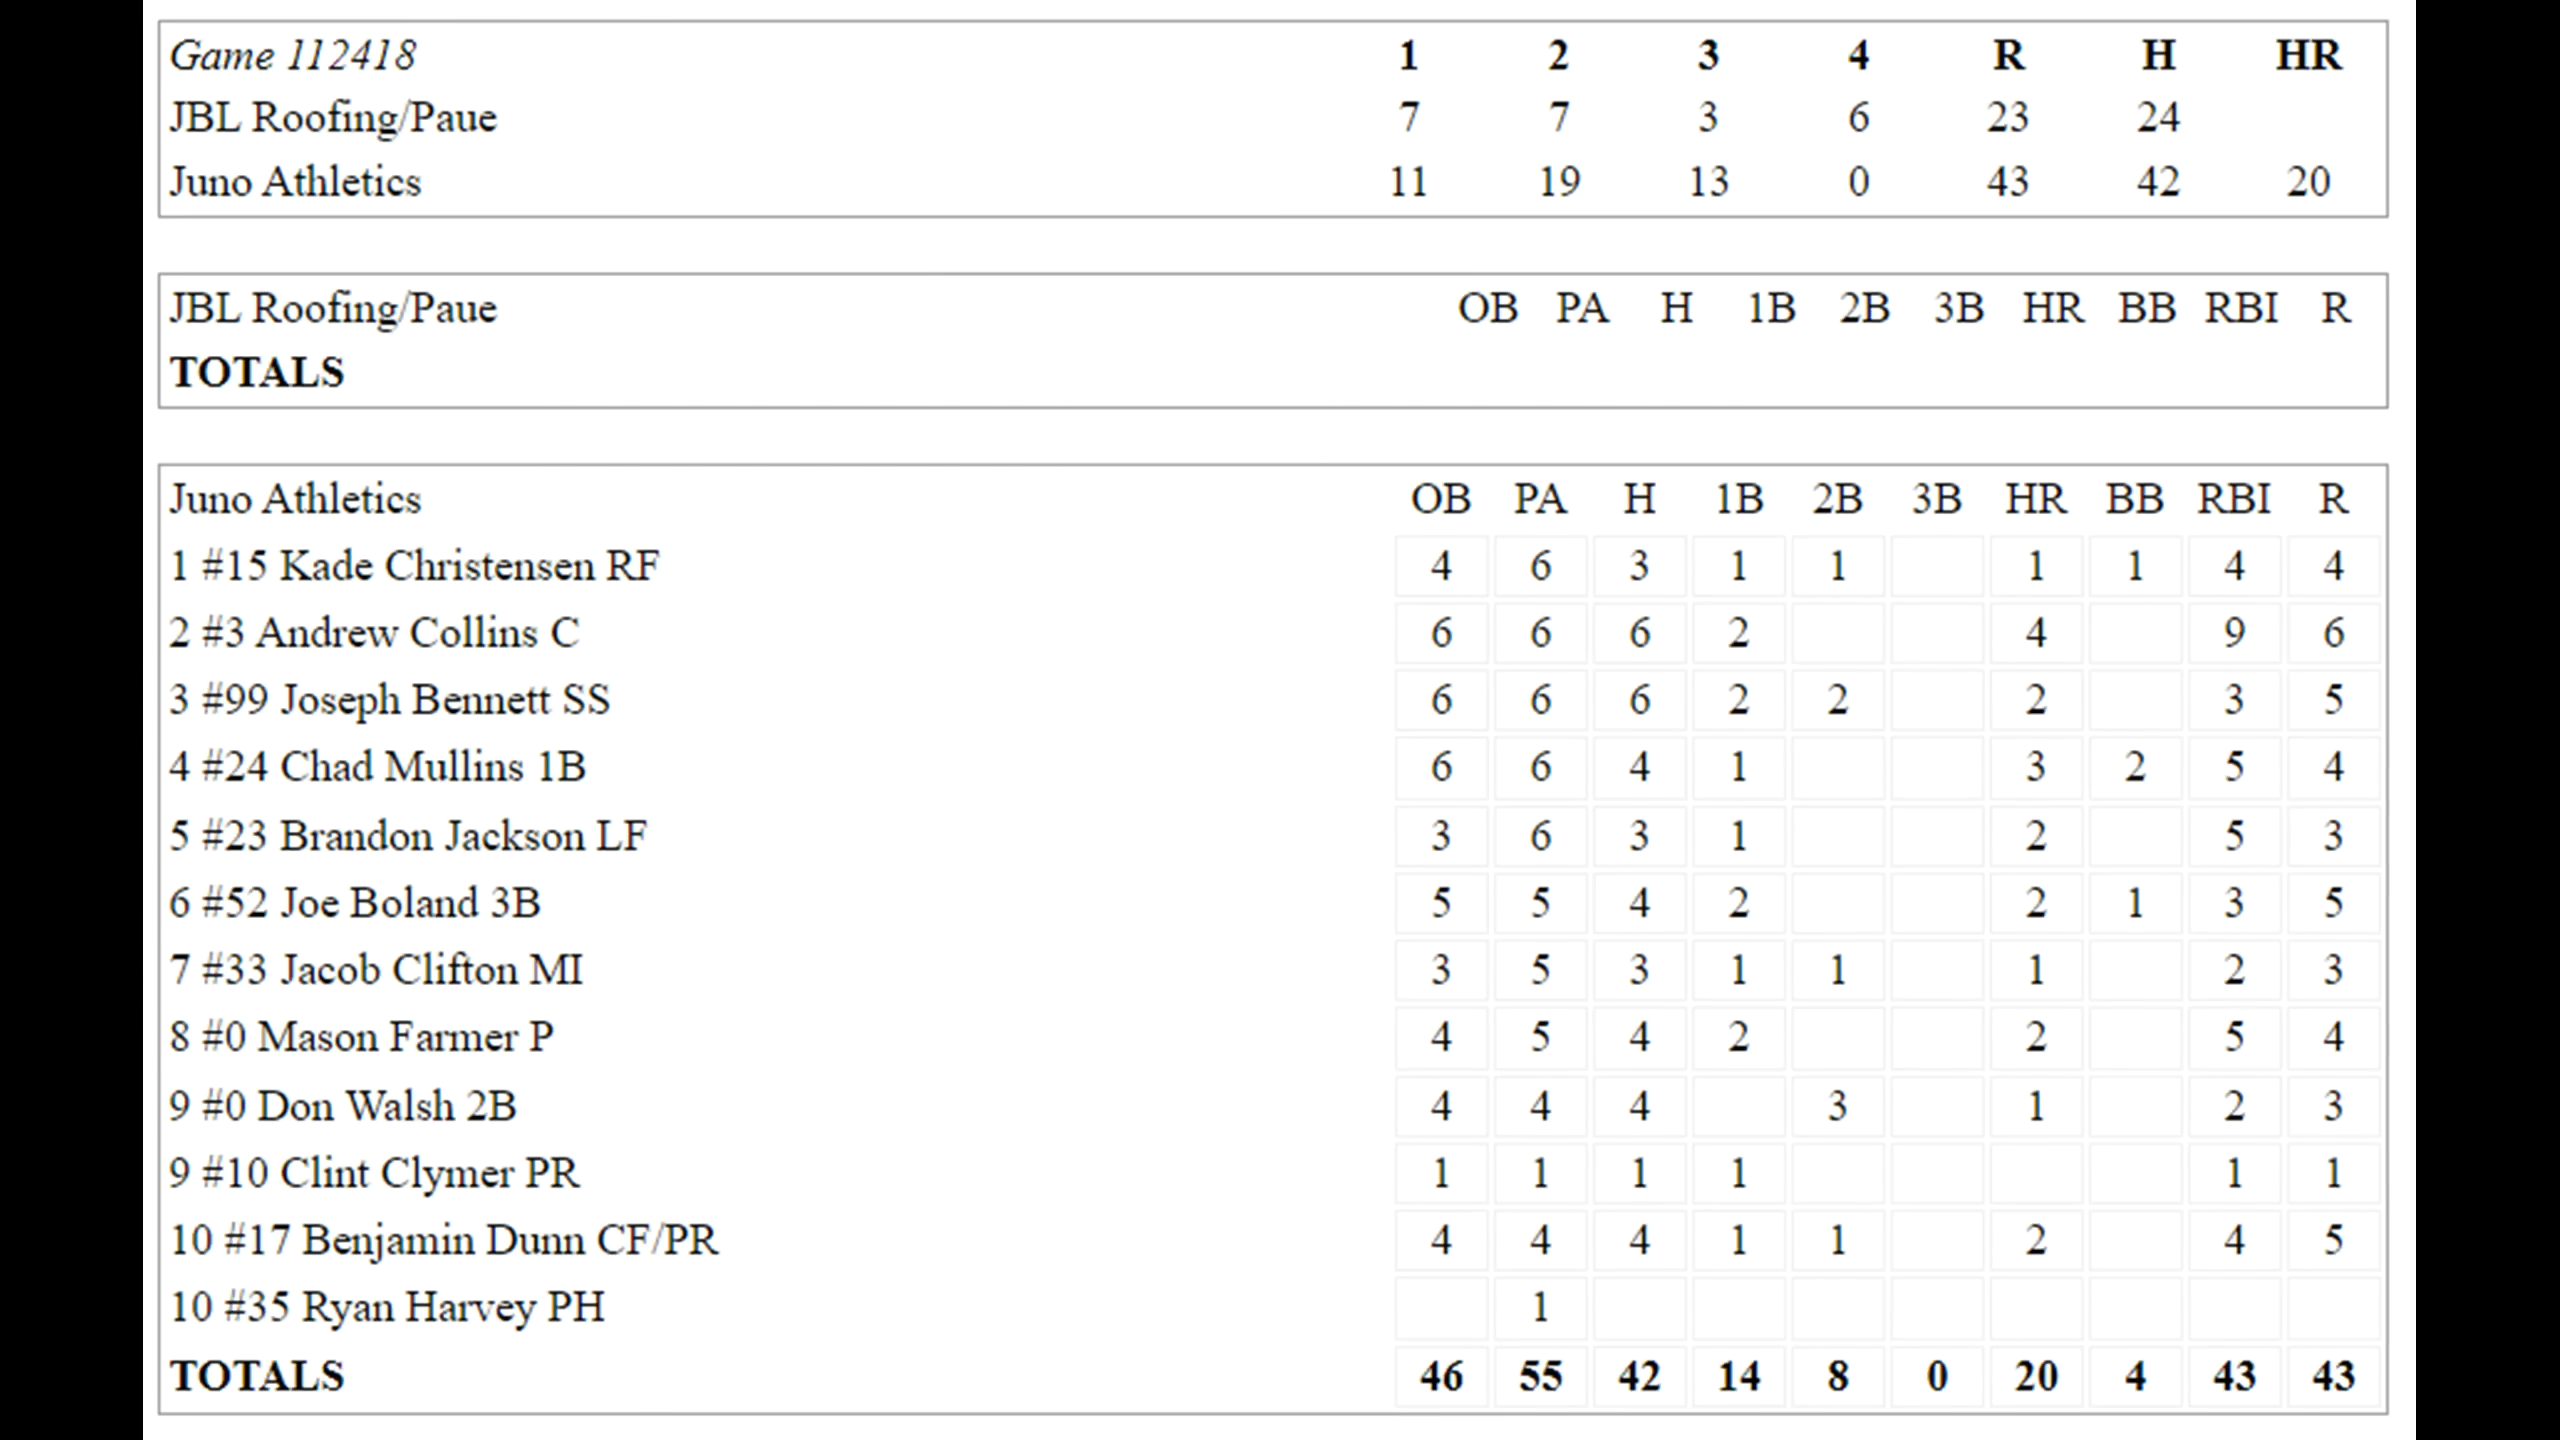 Game 112418 1 2 3 4 R H HR
JBL Roofing/Paue 7 7 3 6 23 24
Juno Athletics 11 19 13 0 43 42 20
JBL Roofing/Paue OB PA H 1B 2B 3B HR BB RBI R
TOTALS
Juno Athletics OB PA H 1B 2B 3B HR BB RBI R
1 #15 Kade Christensen RF 4 6 3 1 1 1 1 4 4
2 #3 Andrew Collins C 6 6 6 2 4 9 6
3 #99 Joseph Bennett SS 6 6 6 2 2 2 3 5
4 #24 Chad Mullins 1B 6 6 4 1 3 2 5 4
5 #23 Brandon Jackson LF 3 6 3 1 2 5 3
6 #52 Joe Boland 3B 5 5 4 2 2 1 3 5
7 #33 Jacob Clifton MI 3 5 3 1 1 1 2 3
8 #0 Mason Farmer P 4 5 4 2 2 5 4
9 #0 Don Walsh 2B 4 4 4 3 1 2 3
9 #10 Clint Clymer PR 1 1 1 1 1 1
10 #17 Benjamin Dunn CF/PR 4 4 4 1 1 2 4 5
10 #35 Ryan Harvey PH 1
TOTALS 46 55 42 14 8 0 20 4 43 43